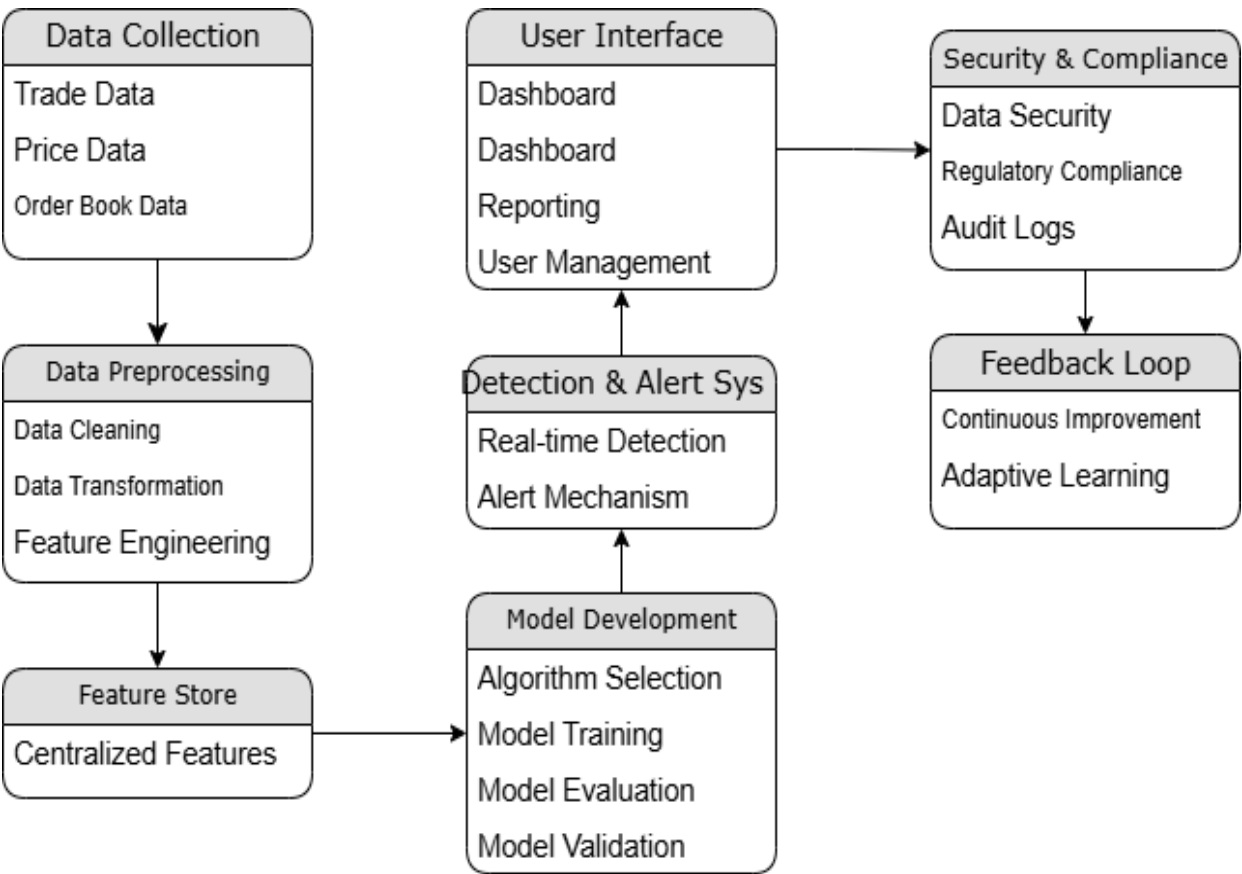 Data Collection
Trade Data
Price Data
Order Book Data
Data Preprocessing
Data Cleaning
Data Transformation
Feature Engineering
Feature Store
Centralized Features
Model Development
Algorithm Selection
Model Training
Model Evaluation
Model Validation
Detection & Alert Sys
Real-time Detection
Alert Mechanism
User Interface
Dashboard
Dashboard
Reporting
User Management
Security & Compliance
Data Security
Regulatory Compliance
Audit Logs
Feedback Loop
Continuous Improvement
Adaptive Learning